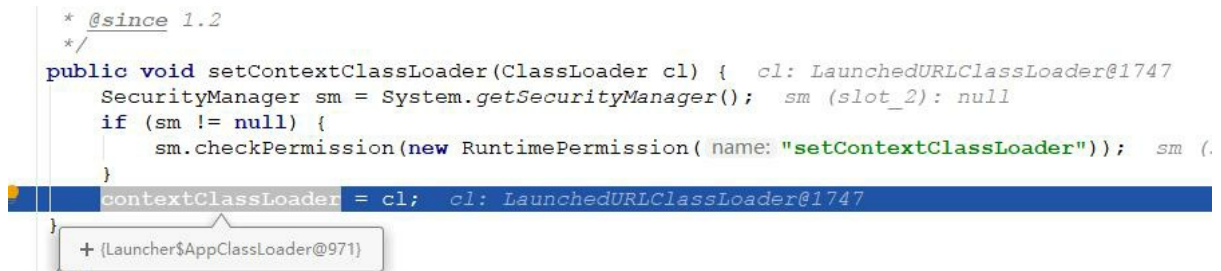 * @since 1.2
*/
public void setContextClassLoader(ClassLoader cl) { cl: LaunchedURLClassLoader@1747
SecurityManager sm = System.getSecurityManager(); sm (slot_2): null
if (sm != null) {
sm.checkPermission(new RuntimePermission( name: "setContextClassLoader")); sm (
}
contextClassLoader = cl; cl: LaunchedURLClassLoader@1747
}
+ {Launcher$AppClassLoader@971}